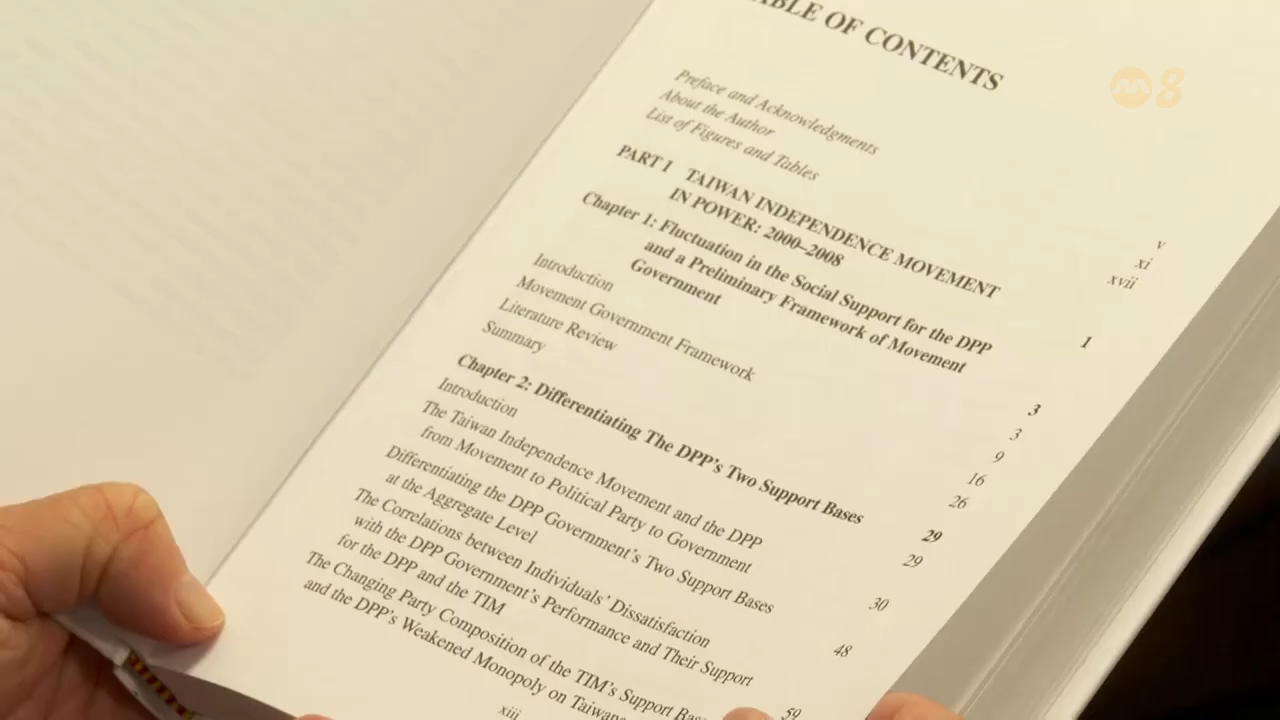 TABLE OF CONTENTS
8
Preface and Acknowledgments v
About the Author xi
List of Figures and Tables xvii
PART I TAIWAN INDEPENDENCE MOVEMENT
IN POWER: 2000–2008 1
Chapter 1: Fluctuation in the Social Support for the DPP
and a Preliminary Framework of Movement
Government 3
Introduction 3
Movement Government Framework 9
Literature Review 16
Summary 26
Chapter 2: Differentiating The DPP's Two Support Bases 29
Introduction 29
The Taiwan Independence Movement and the DPP
from Movement to Political Party to Government 30
Differentiating the DPP Government's Two Support Bases
at the Aggregate Level 48
The Correlations between Individuals' Dissatisfaction
with the DPP Government's Performance and Their Support
for the DPP and the TIM 59
The Changing Party Composition of the TIM's Support
and the DPP's Weakened Monopoly on
xiii